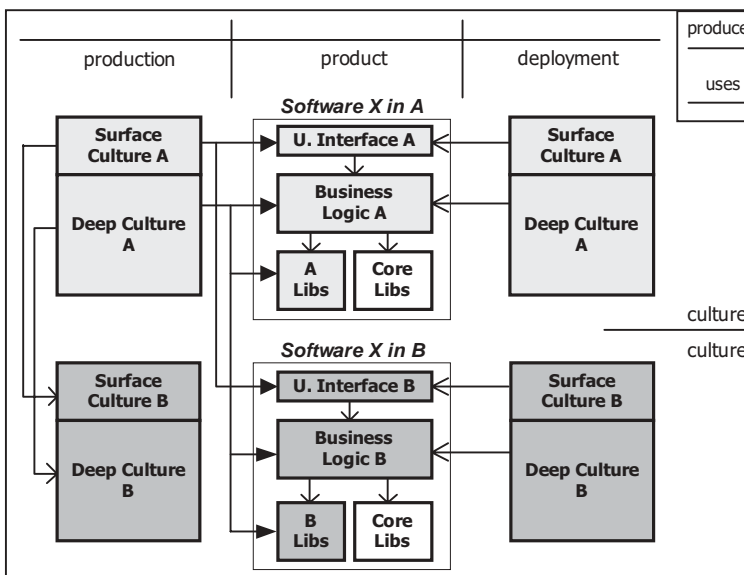 production
product
deployment
produce
uses
Software X in A
Surface
Culture A
Deep Culture
A
U. Interface A
Business
Logic A
A
Libs
Core
Libs
Surface
Culture A
Deep Culture
A
culture
culture
Software X in B
Surface
Culture B
Deep Culture
B
U. Interface B
Business
Logic B
B
Libs
Core
Libs
Surface
Culture B
Deep Culture
B